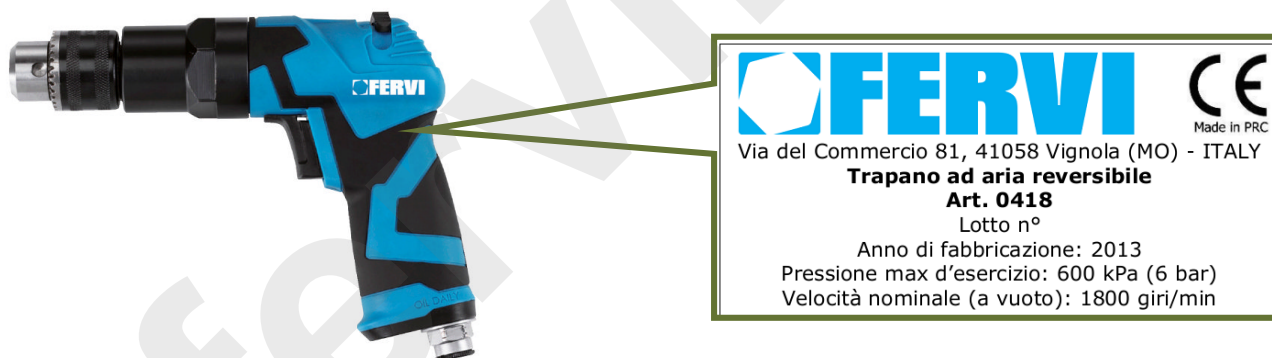 FERVI
OIL DAILY
FERVI
CE
Made in PRC
Via del Commercio 81, 41058 Vignola (MO) - ITALY
Trapano ad aria reversibile
Art. 0418
Lotto n°
Anno di fabbricazione: 2013
Pressione max d’esercizio: 600 kPa (6 bar)
Velocità nominale (a vuoto): 1800 giri/min